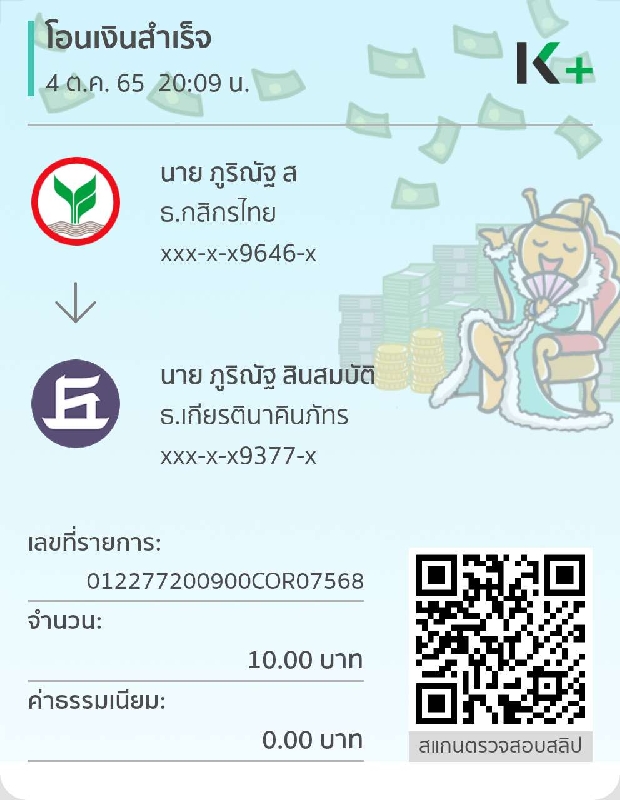 โอนเงินสำเร็จ
4 ต.ค. 65 20:09 น.
K+
นาย ภูริณัฐ ส
ธ.กสิกรไทย
xxx-x-x9646-x
นาย ภูริณัฐ สินสมบัติ
ธ.เกียรตินาคินภัทร
xxx-x-x9377-x
เลขที่รายการ:
012277200900COR07568
จำนวน:
10.00 บาท
ค่าธรรมเนียม:
0.00 บาท
สแกนตรวจสอบสลิป